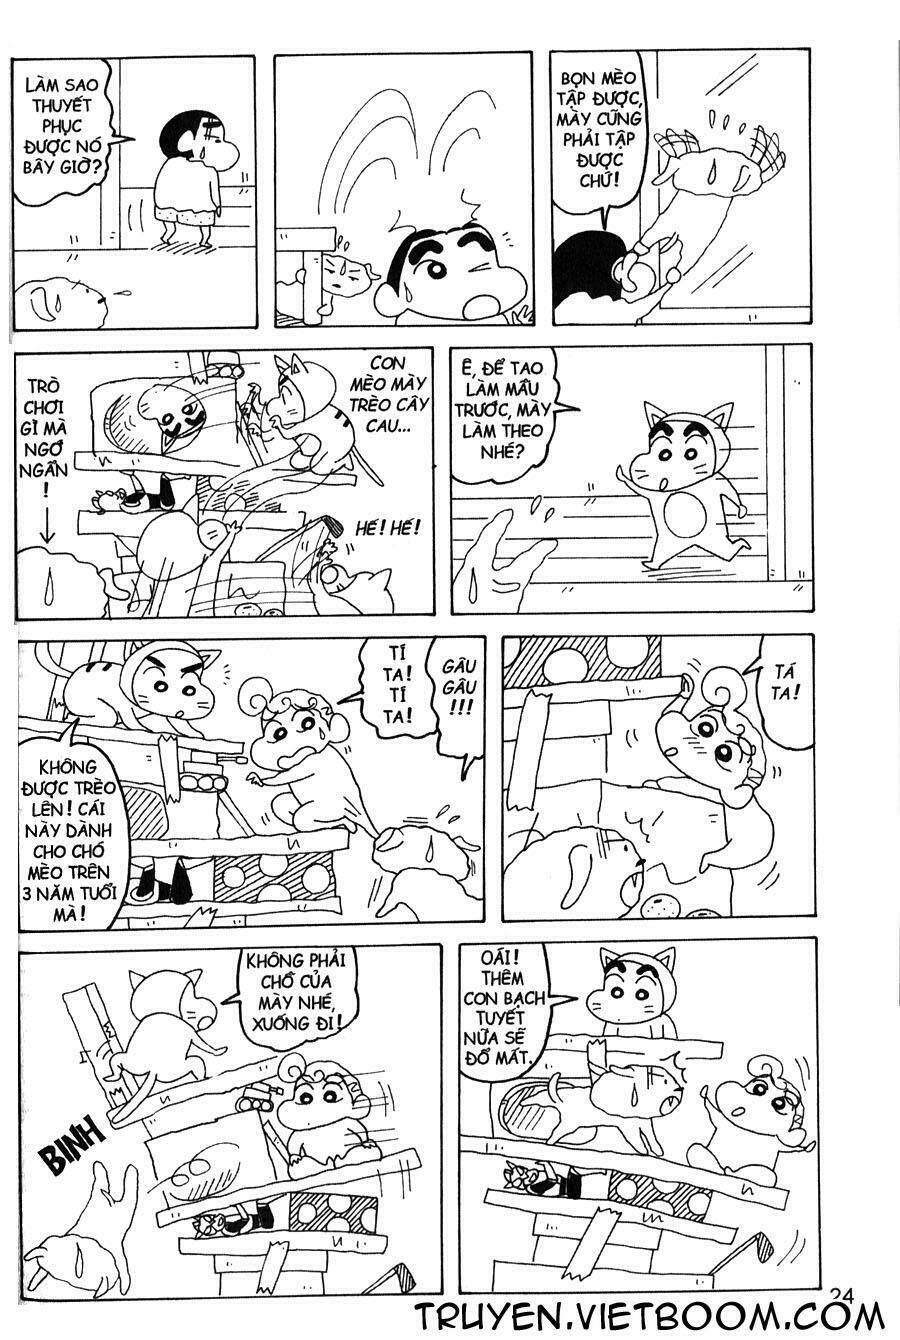 BỌN MÈO
TẬP ĐƯỢC,
MÀY CŨNG
PHẢI TẬP
ĐƯỢC
CHỨ!
LÀM SAO
THUYẾT
PHỤC
ĐƯỢC NÓ
BÂY GIỜ?
Ê, ĐỂ TAO
LÀM MẪU
TRƯỚC, MÀY
LÀM THEO
NHÉ?
CON
MÈO MÀY
TRÈO CÂY
CAU...
HẾ! HẾ!
TRÒ
CHƠI
GÌ MÀ
NGỚ
NGẨN
!
TÁ
TA!
GÂU
GÂU
!!!
TÍ
TA!
TÍ
TA!
KHÔNG
ĐƯỢC TRÈO
LÊN! CÁI
NÀY DÀNH
CHO CHÓ
MÈO TRÊN
3 NĂM TUỔI
MÀ!
OÁI!
THÊM
CON BẠCH
TUYẾT
NỮA SẼ
ĐỔ MẤT.
KHÔNG PHẢI
CHỖ CỦA
MÀY NHÉ,
XUỐNG ĐI!
BINH
24
TRUYEN.VIETBOOM.COM